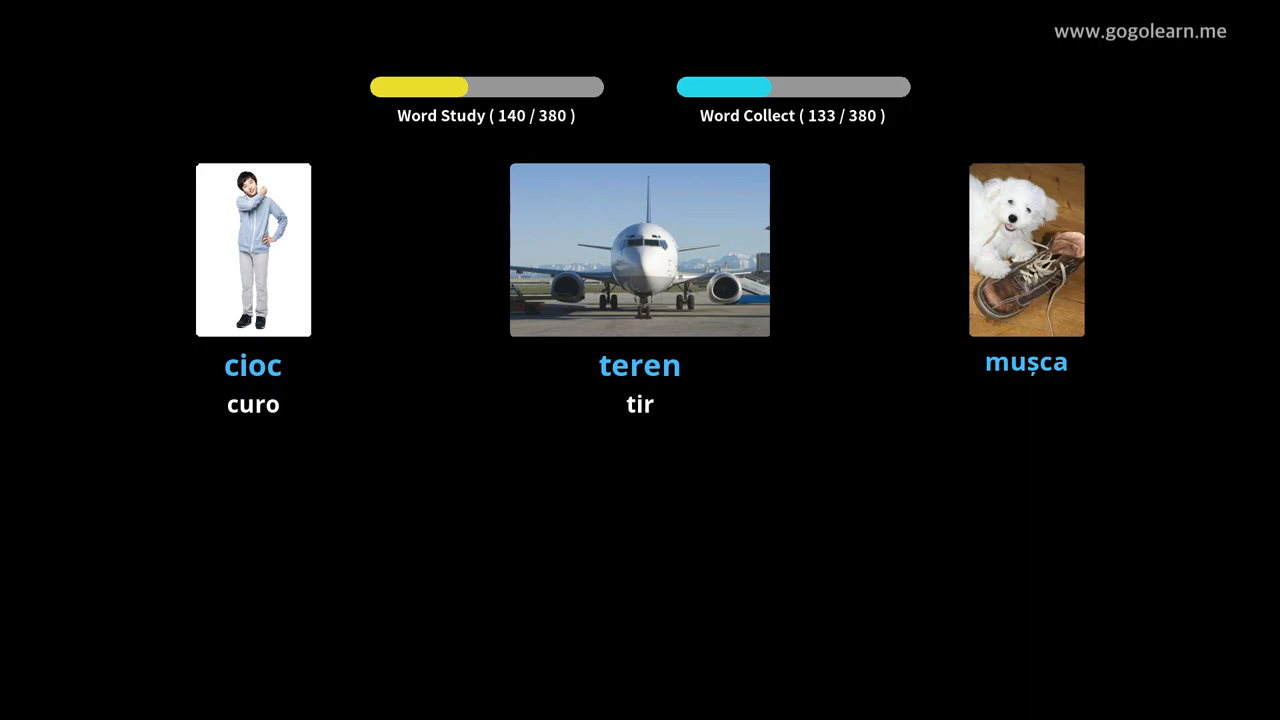 www.gogolearn.me
Word Study ( 140 / 380 )
Word Collect ( 133 / 380 )
cioc
teren
mușca
curo
tir